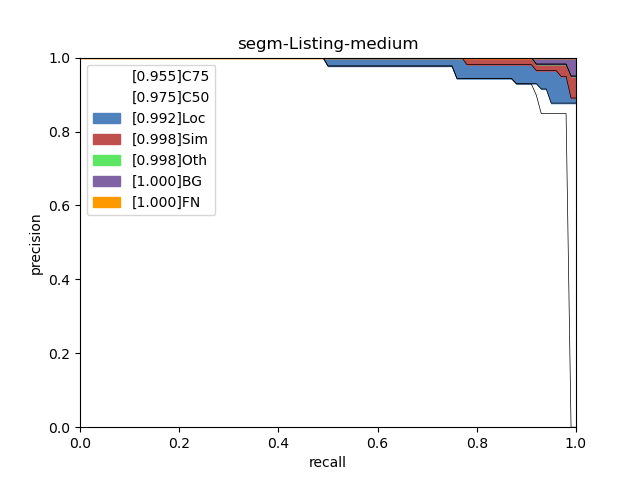 segm-Listing-medium
1.0
0.8
0.6
0.4
0.2
0.0
precision
[0.955]C75
[0.975]C50
[0.992]Loc
[0.998]Sim
[0.998]Oth
[1.000]BG
[1.000]FN
0.0 0.2 0.4 0.6 0.8 1.0
recall